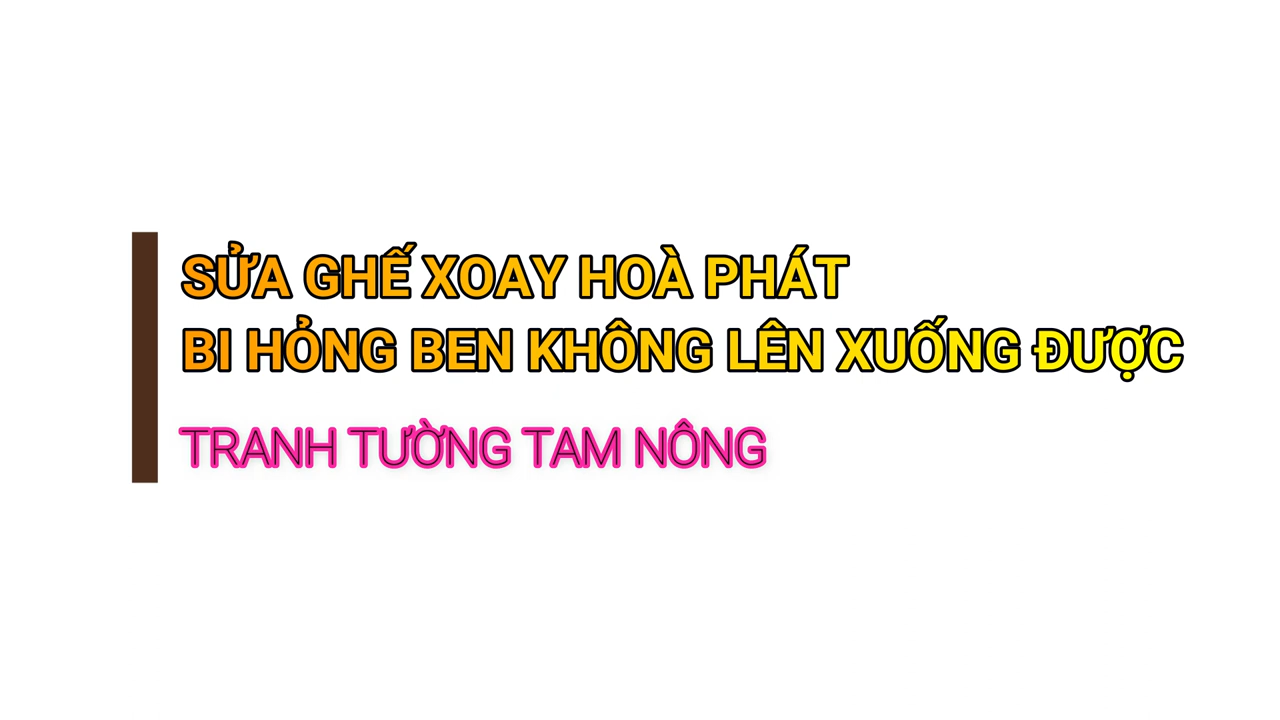 SỬA GHẾ XOAY HOÀ PHÁT
BI HỎNG BEN KHÔNG LÊN XUỐNG ĐƯỢC
TRANH TƯỜNG TAM NÔNG